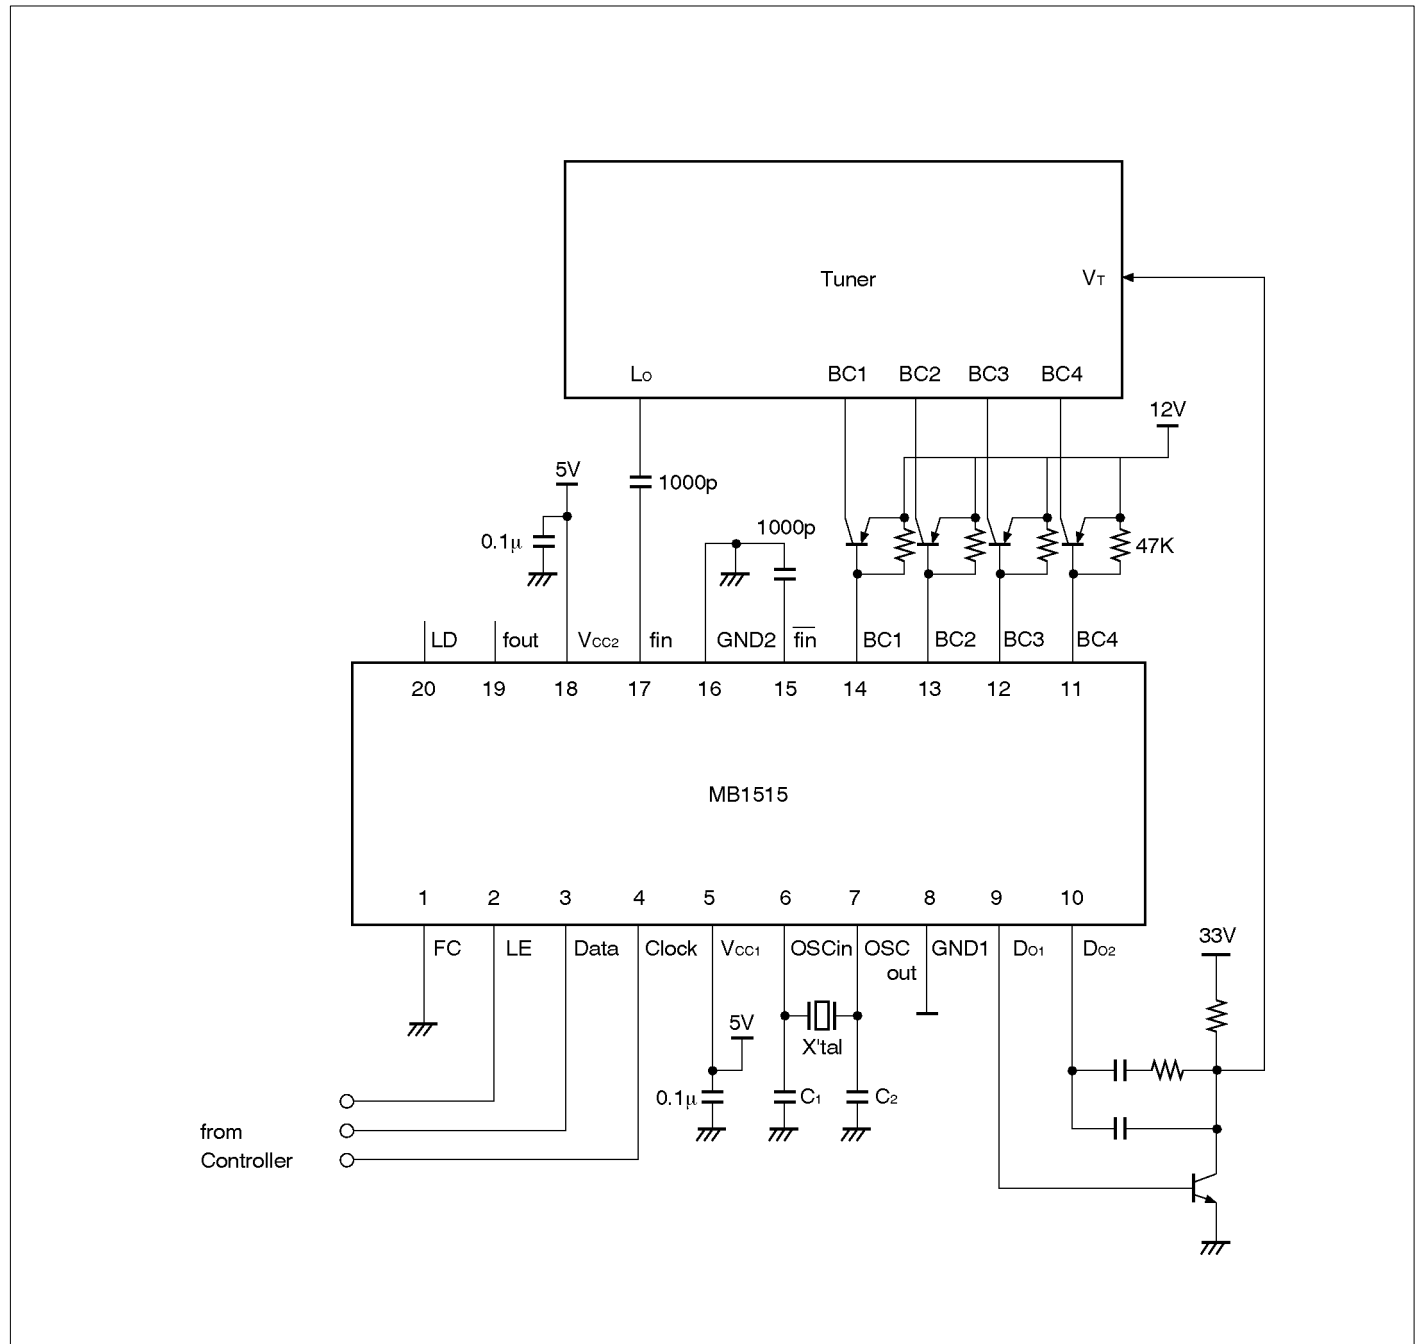 Tuner
VT
LO
BC1
BC2
BC3
BC4
12V
5V
1000p
1000p
0.1μ
47K
LD
fout
VCC2
fin
GND2
fin
BC1
BC2
BC3
BC4
20
19
18
17
16
15
14
13
12
11
MB1515
1
2
3
4
5
6
7
8
9
10
FC
LE
Data
Clock
VCC1
OSCin
OSC
out
GND1
DO1
DO2
33V
5V
X'tal
0.1μ
C1
C2
from
Controller